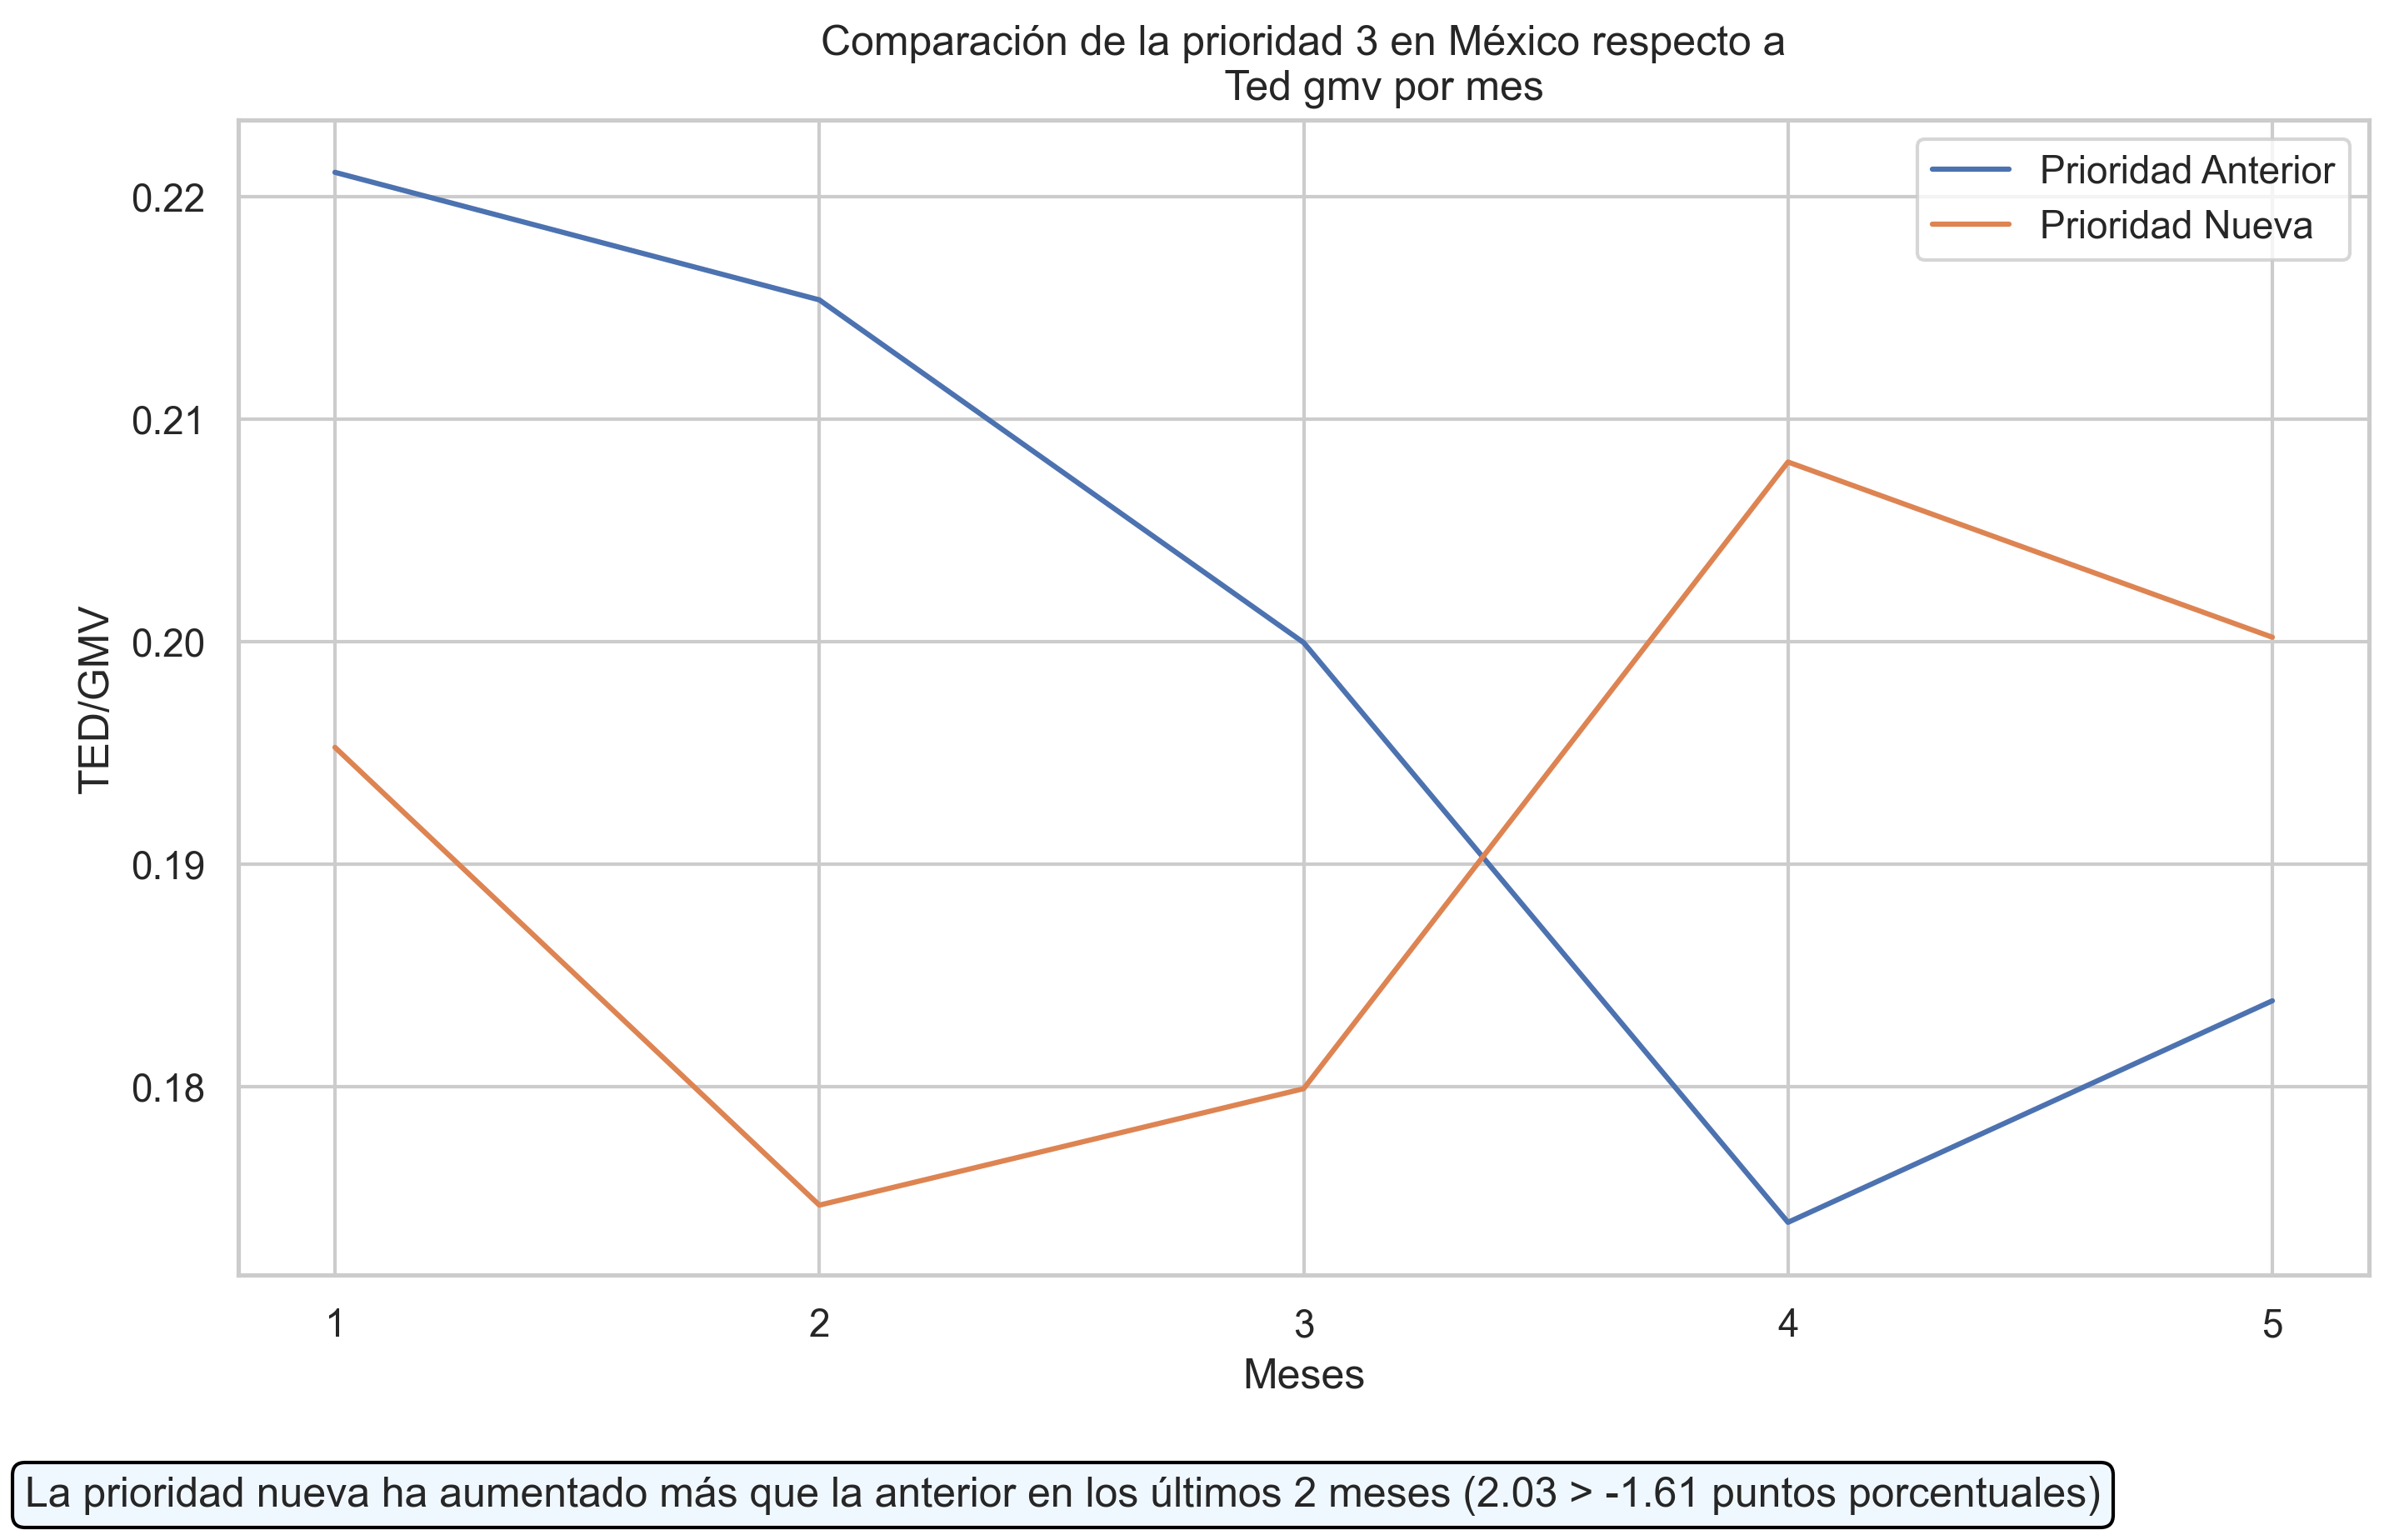 Comparación de la prioridad 3 en México respecto a
Ted gmv por mes
Prioridad Anterior
Prioridad Nueva
0.22
0.21
0.20
0.19
0.18
TED/GMV
1 2 3 4 5
Meses
La prioridad nueva ha aumentado más que la anterior en los últimos 2 meses (2.03 > -1.61 puntos porcentuales)